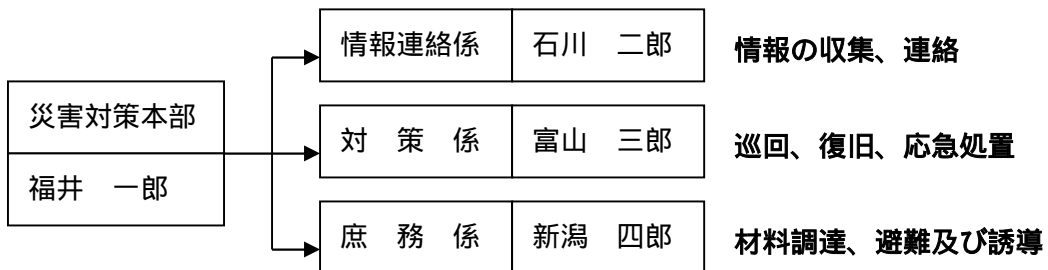 情報連絡係 石川　二郎 情報の収集、連絡
災害対策本部
福井　一郎
対　策　係 富山　三郎 巡回、復旧、応急処置
庶　務　係 新潟　四郎 材料調達、避難及び誘導